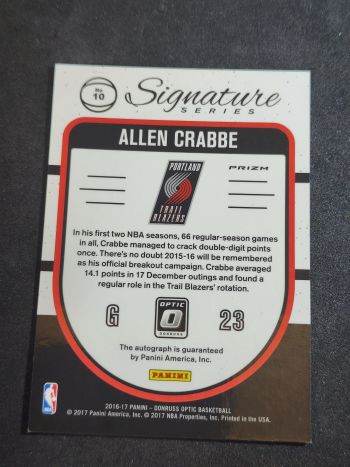 No
10
Signature
SERIES
ALLEN CRABBE
PORTLAND
TRAIL BLAZERS
PRIZM
In his first two NBA seasons, 66 regular-season games
in all, Crabbe managed to crack double-digit points
once. There's no doubt 2015-16 will be remembered
as his official breakout campaign. Crabbe averaged
14.1 points in 17 December outings and found a
regular role in the Trail Blazers' rotation.
G
OPTIC
DONRUSS
23
The autograph is guaranteed
by Panini America, Inc.
PANINI
NBA
2016-17 PANINI – DONRUSS OPTIC BASKETBALL
© 2017 Panini America, Inc. © 2017 NBA Properties, Inc. Printed in the USA.